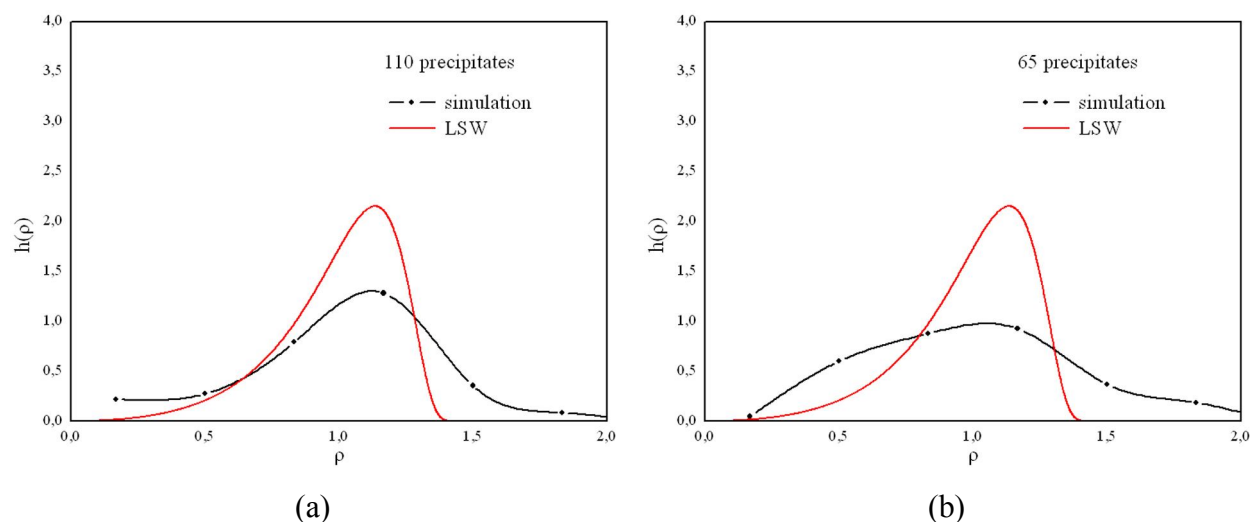 4,0
3,5
3,0
2,5
2,0
1,5
1,0
0,5
0,0
h(ρ)
110 precipitates
simulation
LSW
0,0 0,5 1,0 1,5 2,0
ρ
(a)
4,0
3,5
3,0
2,5
2,0
1,5
1,0
0,5
0,0
h(ρ)
65 precipitates
simulation
LSW
0,0 0,5 1,0 1,5 2,0
ρ
(b)